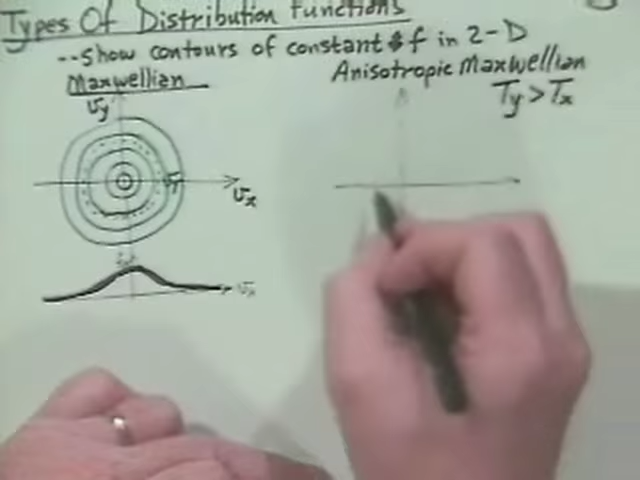 Types Of Distribution Functions
--Show contours of constant f in 2-D
Maxwellian
Anisotropic Maxwellian
Ty > Tx
vy
vx
vx